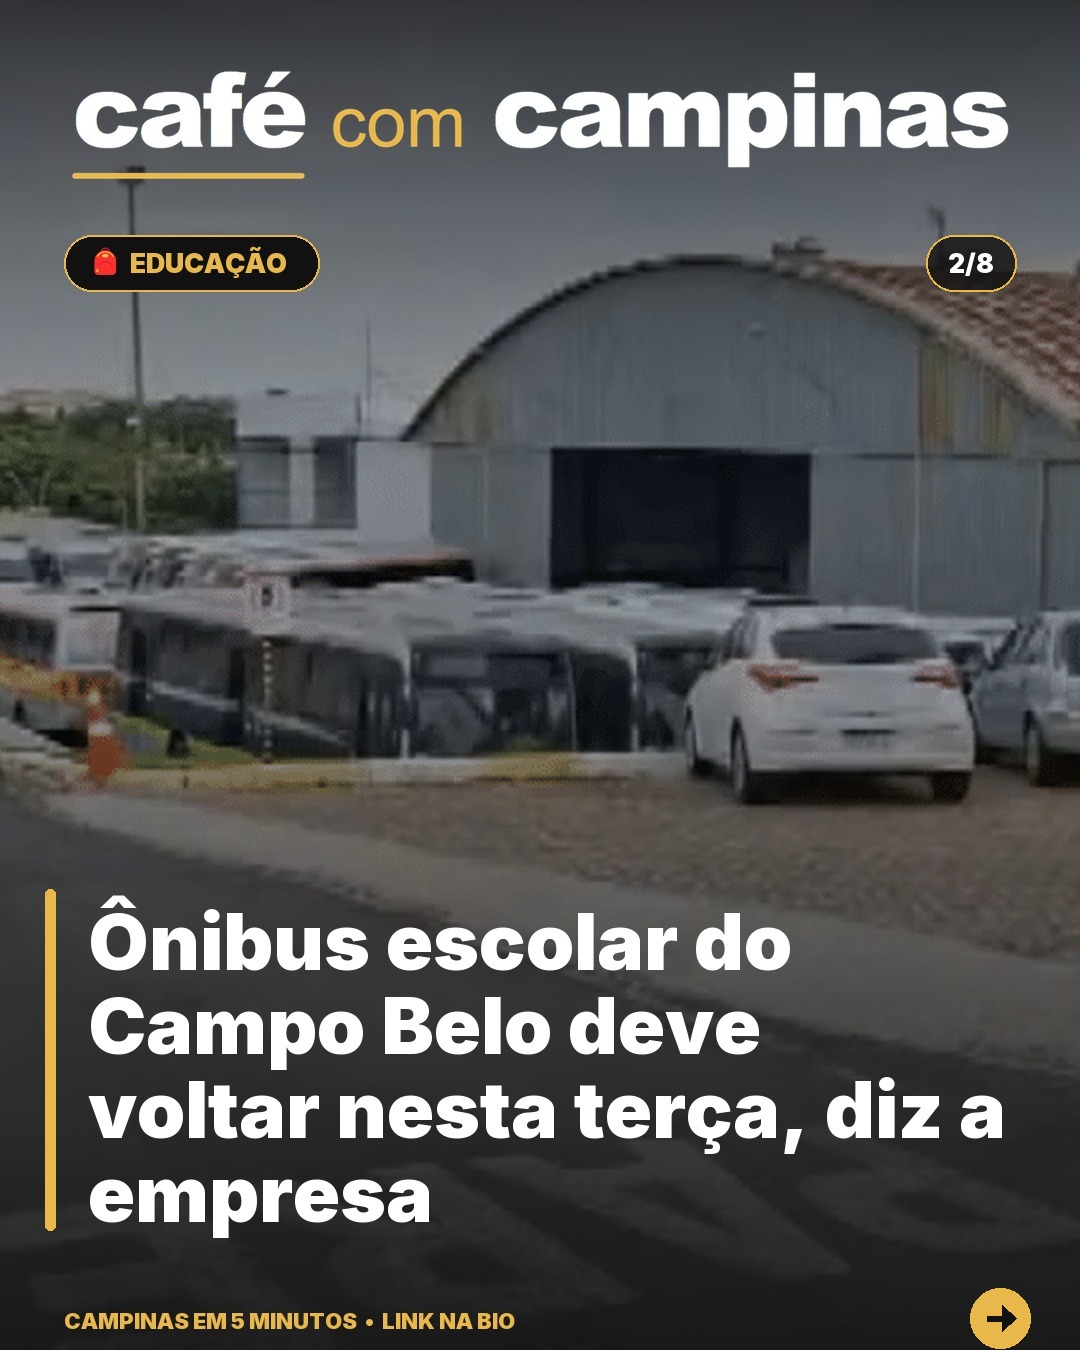 café com campinas
EDUCAÇÃO
2/8
Ônibus escolar do
Campo Belo deve
voltar nesta terça, diz a
empresa
CAMPINAS EM 5 MINUTOS • LINK NA BIO